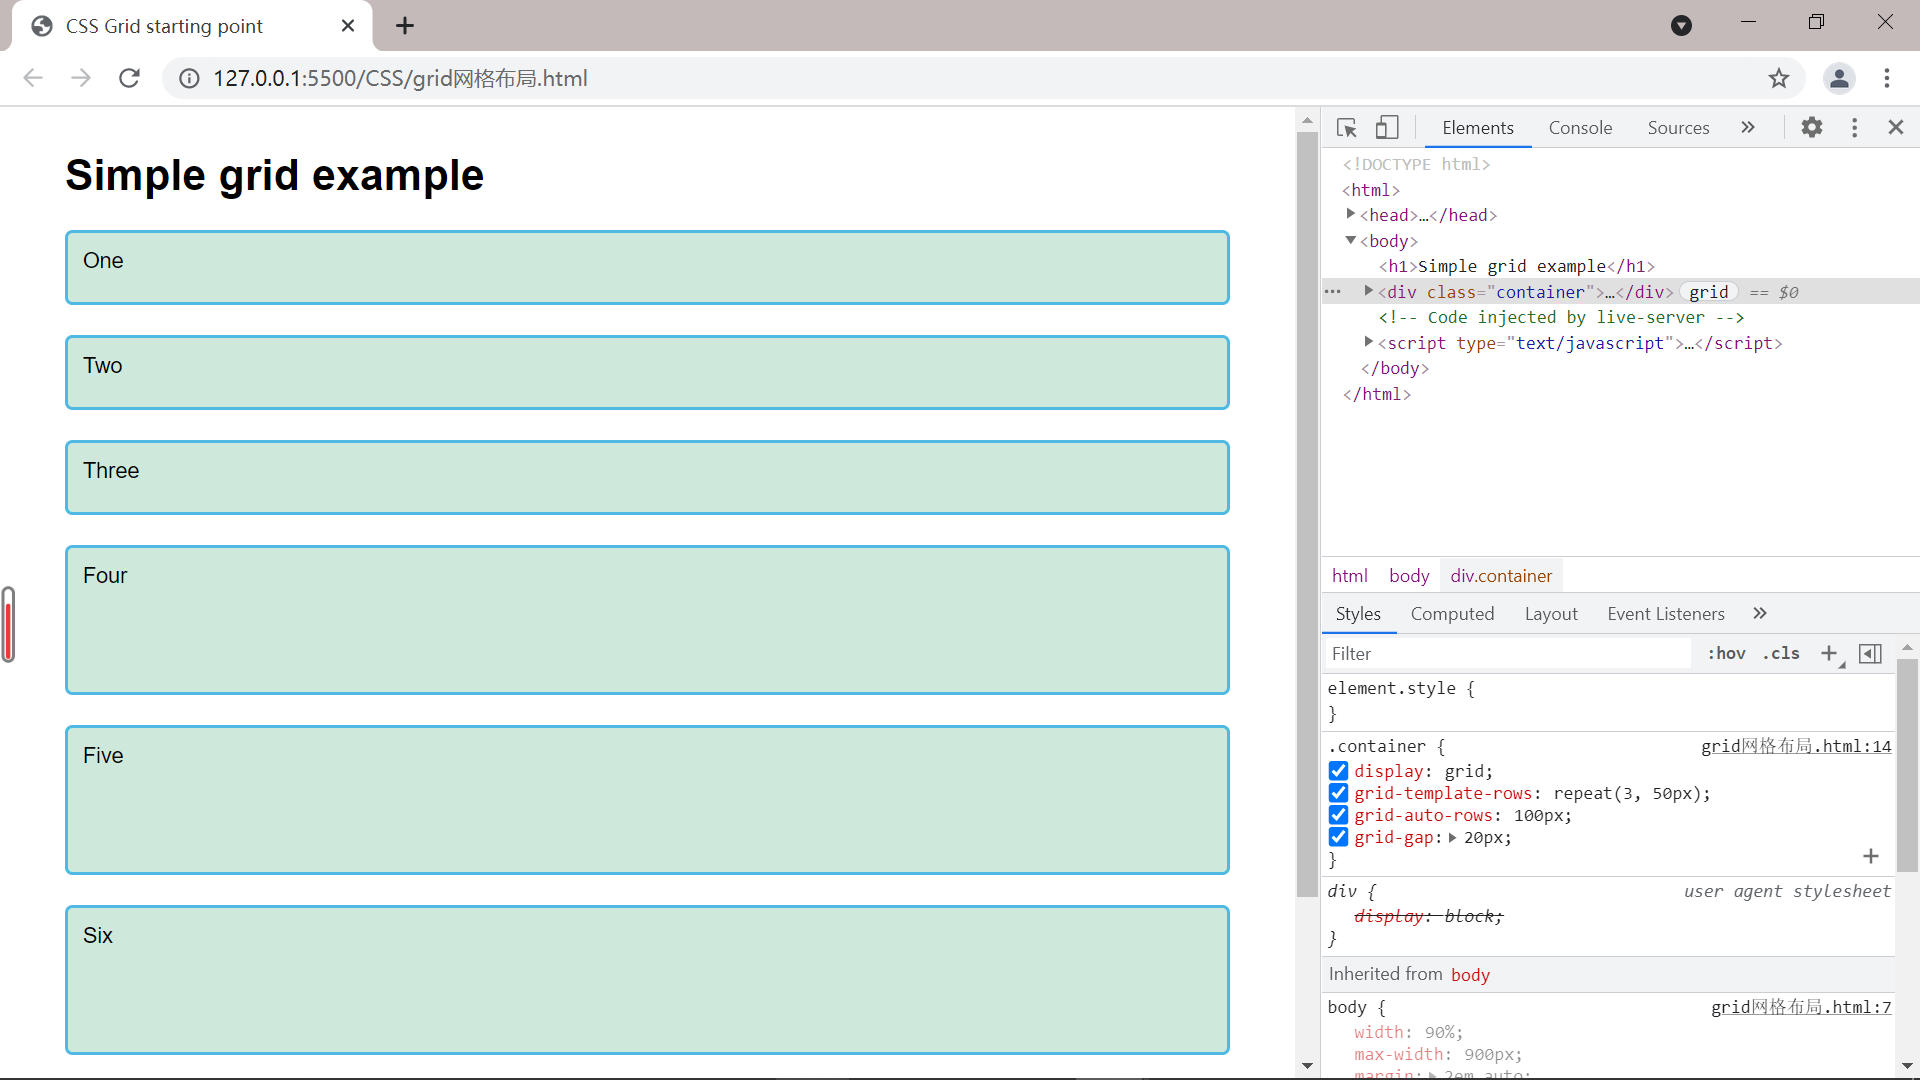 CSS Grid starting point
127.0.0.1:5500/CSS/grid网格布局.html
Simple grid example
One
Two
Three
Four
Five
Six
Elements Console Sources »
<!DOCTYPE html>
<html>
<head>…</head>
<body>
<h1>Simple grid example</h1>
<div class="container">…</div> grid == $0
<!-- Code injected by live-server -->
<script type="text/javascript">…</script>
</body>
</html>
html body div.container
Styles Computed Layout Event Listeners »
Filter :hov .cls +
element.style {
}
.container { grid网格布局.html:14
display: grid;
grid-template-rows: repeat(3, 50px);
grid-auto-rows: 100px;
grid-gap: 20px;
}
div { user agent stylesheet
display: block;
}
Inherited from body
body { grid网格布局.html:7
width: 90%;
max-width: 900px;
margin: 2em auto;